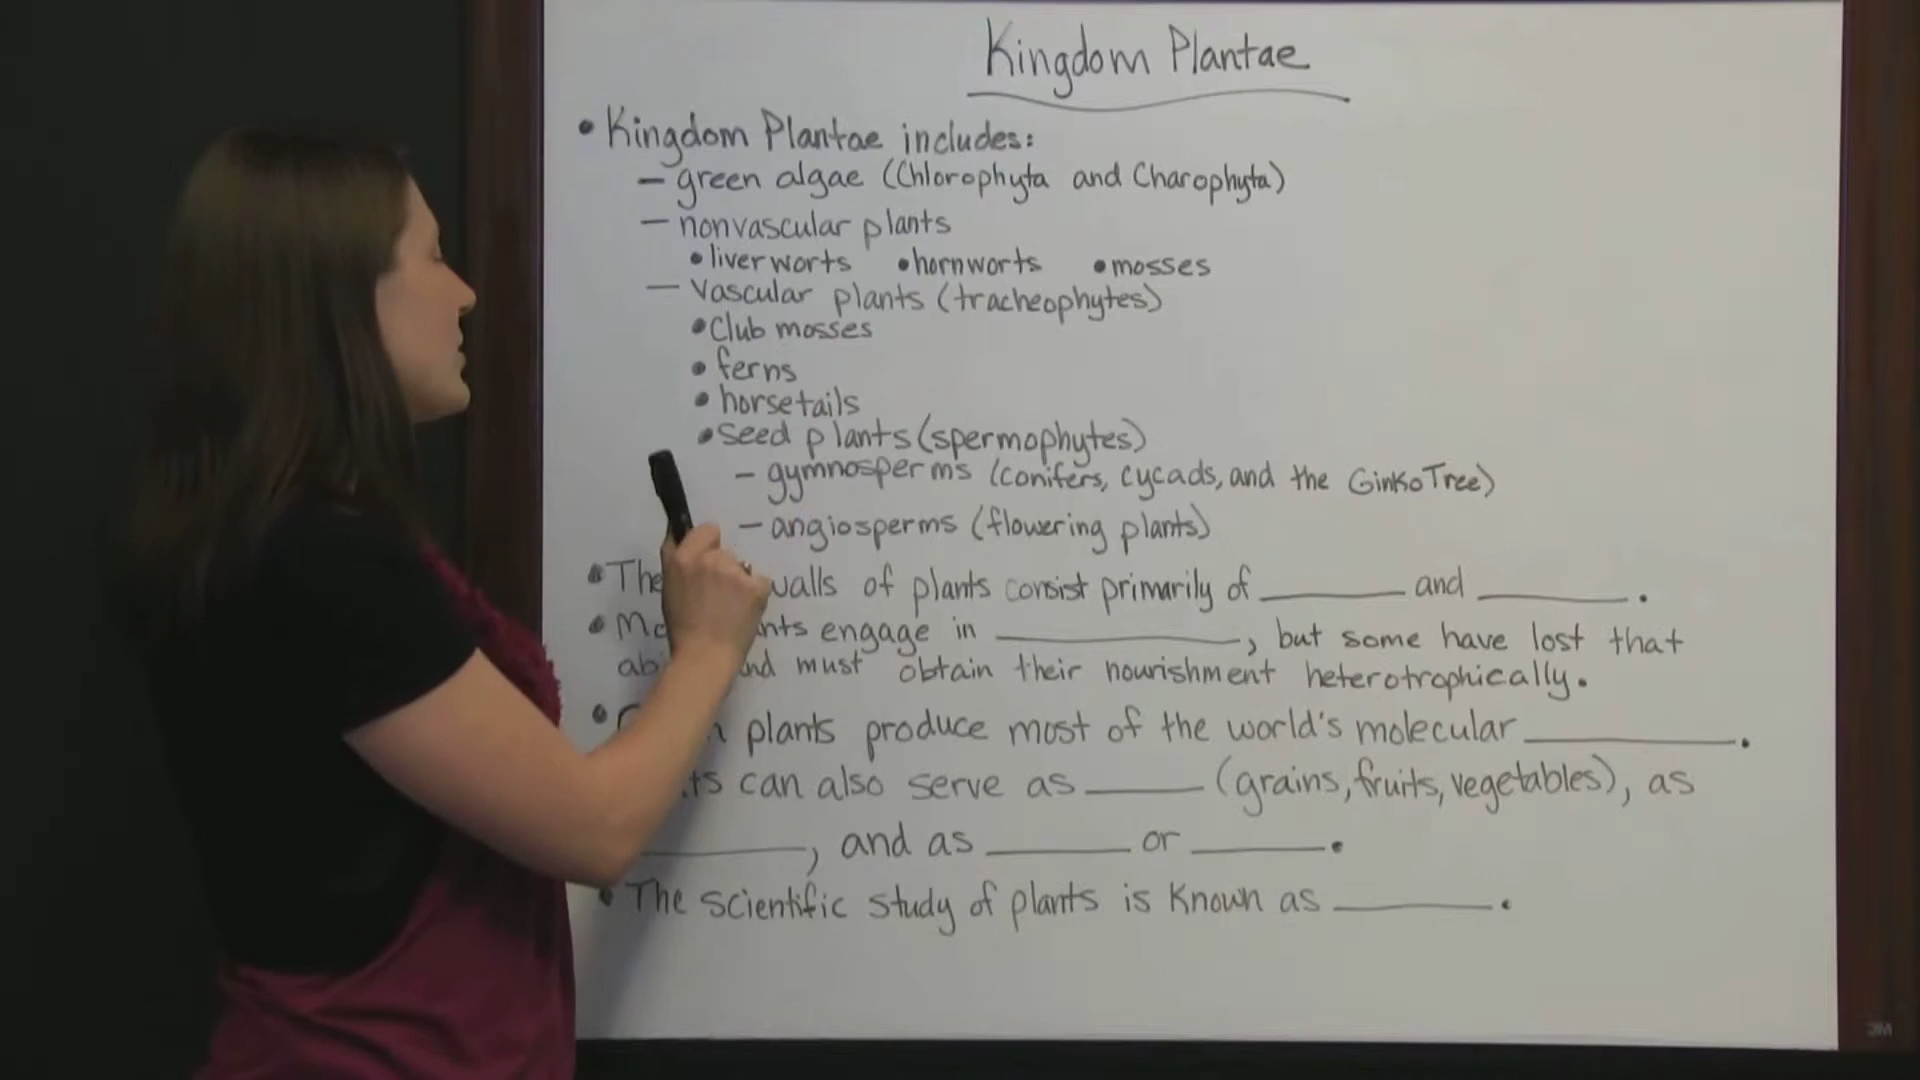 Kingdom Plantae
• Kingdom Plantae includes:
— green algae (Chlorophyta and Charophyta)
— nonvascular plants
• liverworts • hornworts • mosses
— vascular plants (tracheophytes)
• Club mosses
• ferns
• horsetails
• seed plants (spermophytes)
— gymnosperms (conifers, cycads, and the Ginko Tree)
— angiosperms (flowering plants)
• The walls of plants consist primarily of ______ and ______.
• engage in ______, but some have lost that
and must obtain their nourishment heterotrophically.
• plants produce most of the world's molecular ______.
can also serve as ______ (grains, fruits, vegetables), as
______, and as ______ or ______.
• The scientific study of plants is known as ______.
3M